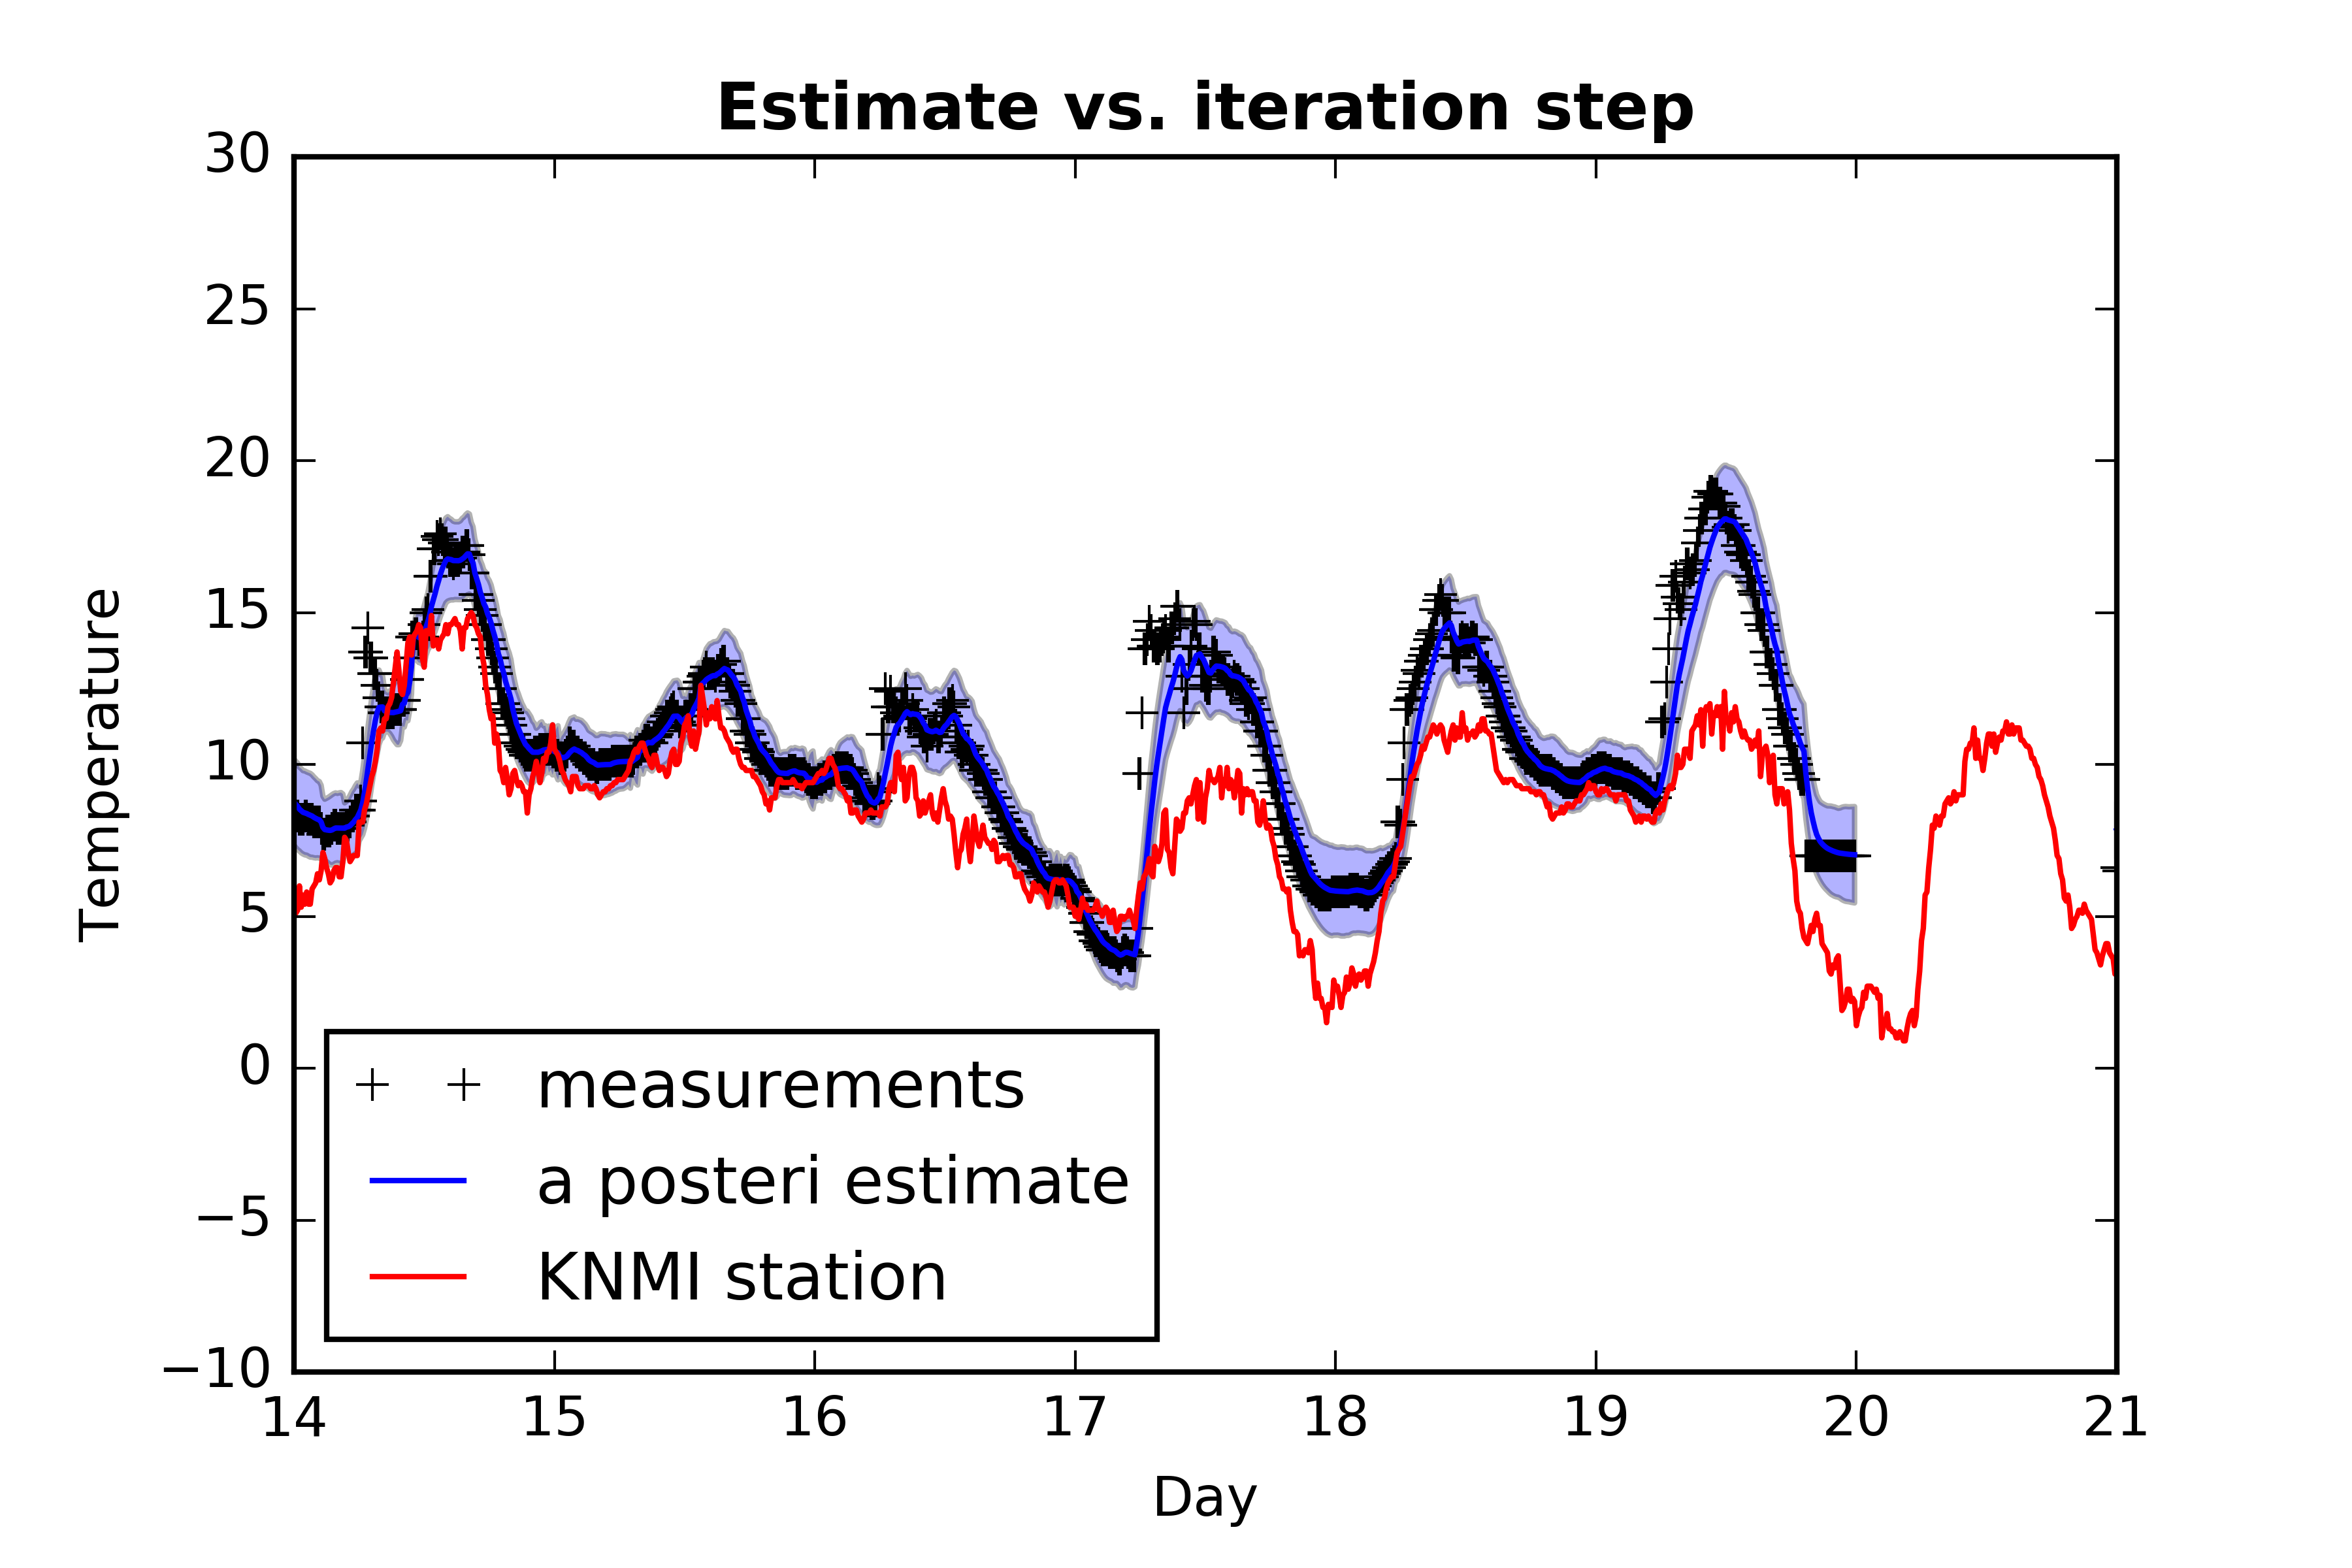 Estimate vs. iteration step
30
25
20
15
10
5
0
−5
−10
Temperature
measurements
a posteri estimate
KNMI station
14 15 16 17 18 19 20 21
Day